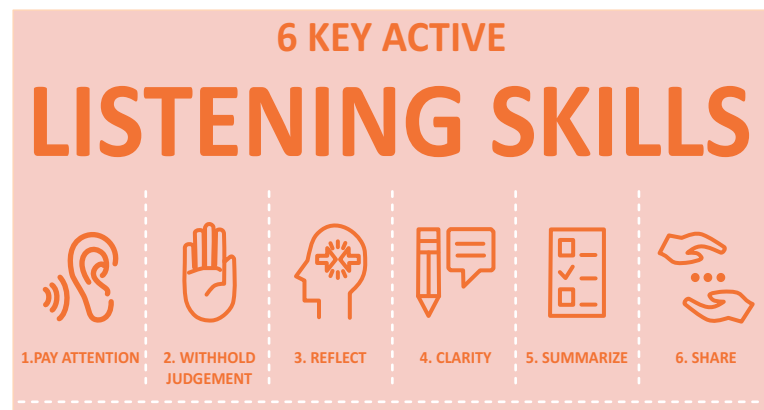 6 KEY ACTIVE
LISTENING SKILLS
1.PAY ATTENTION
2. WITHHOLD
JUDGEMENT
3. REFLECT
4. CLARITY
5. SUMMARIZE
6. SHARE